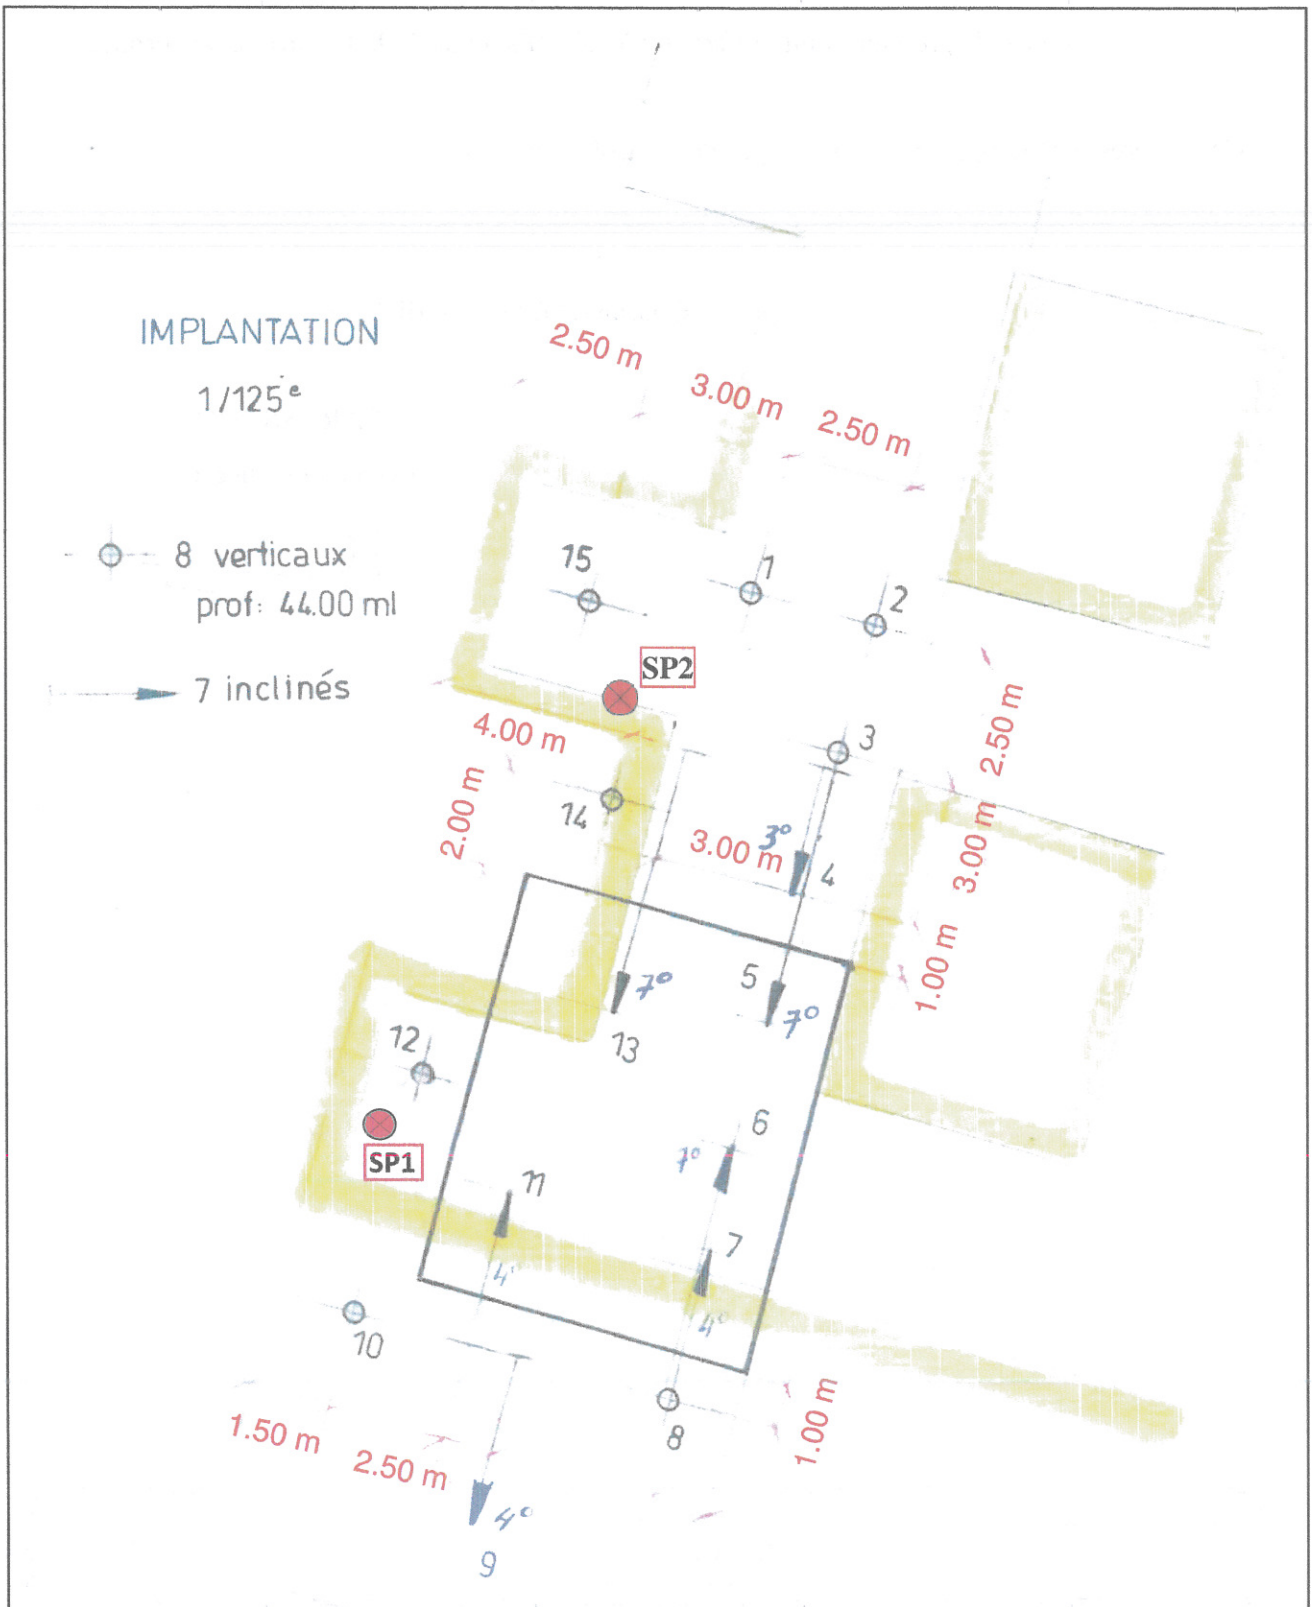 IMPLANTATION
1/125e
8 verticaux
prof: 44.00 ml
7 inclinés
2.50 m
3.00 m
2.50 m
15
1
2
SP2
4.00 m
3
2.50 m
14
2.00 m
3.00 m
3°
4
3.00 m
1.00 m
5
7°
7°
13
12
SP1
6
7°
11
7
4°
4°
10
8
1.00 m
1.50 m
2.50 m
4°
9